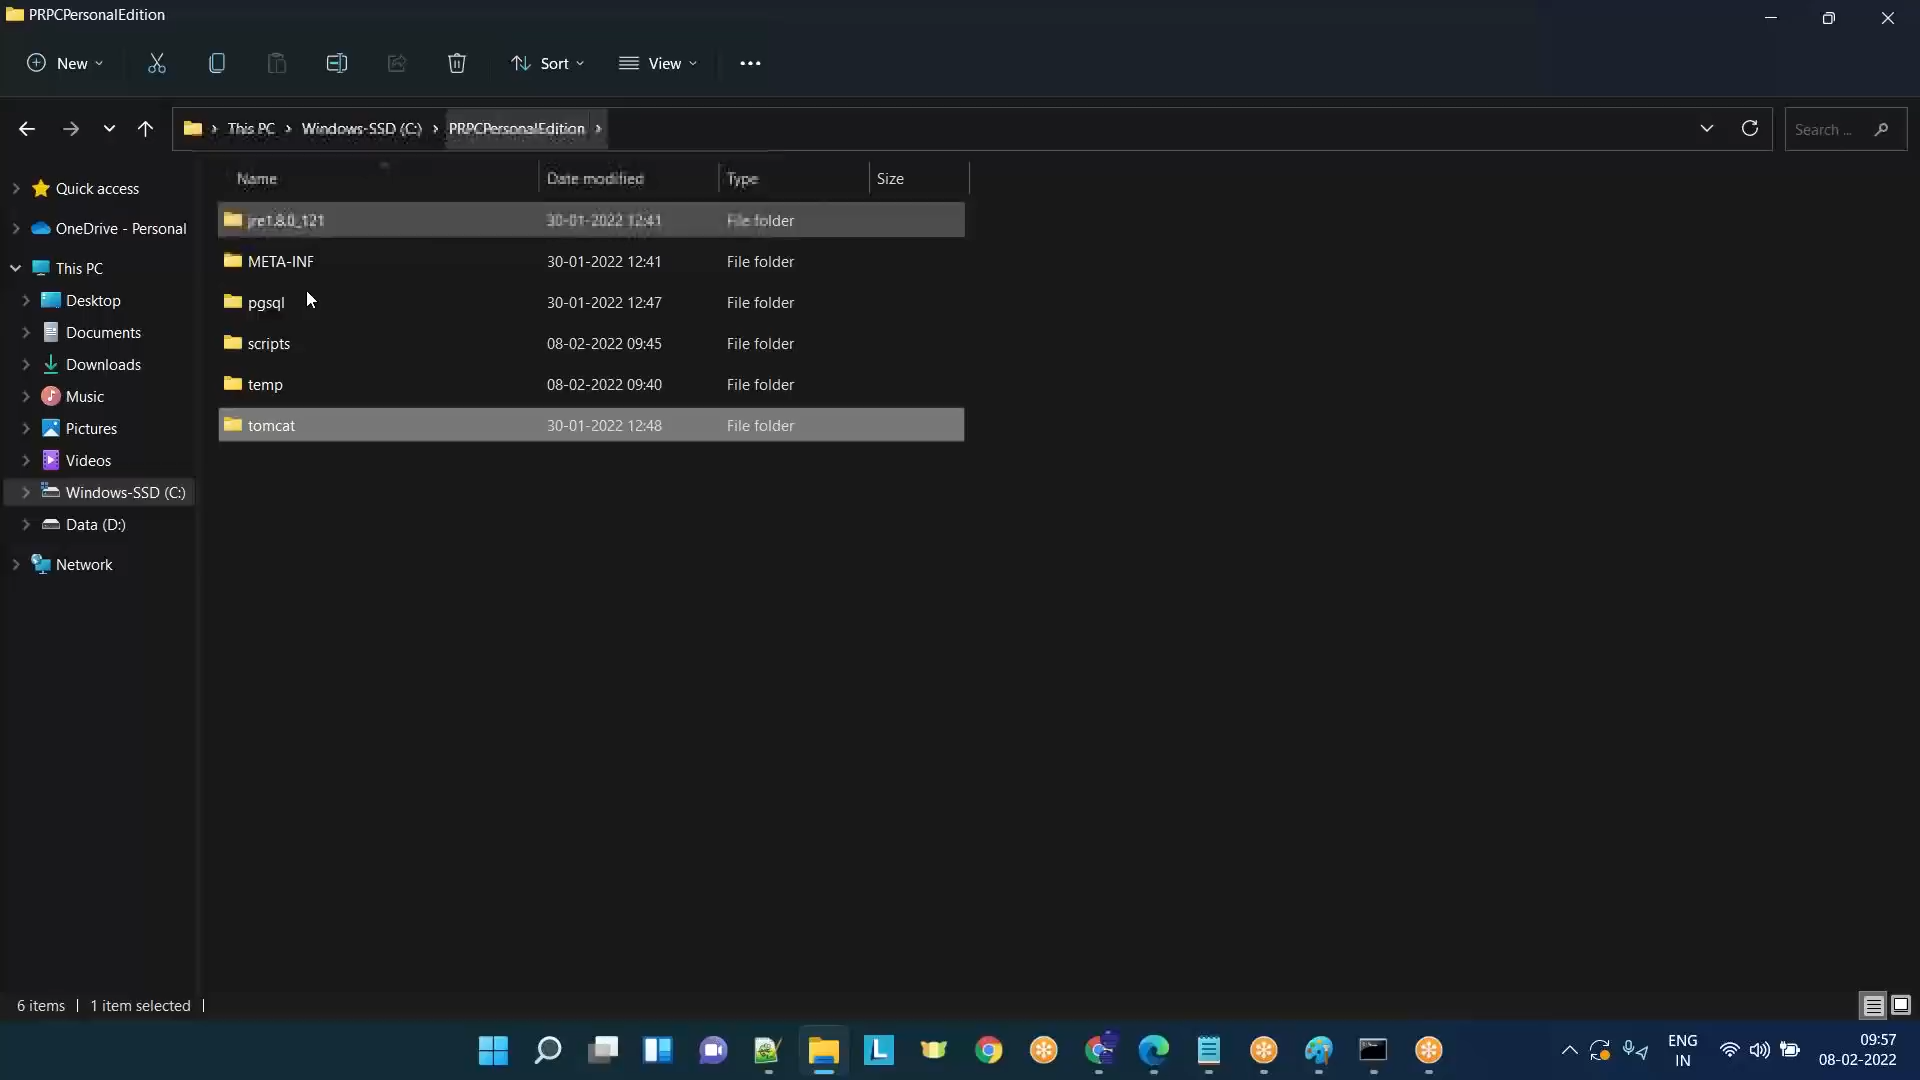 PRPCPersonalEdition
New
Sort
View
This PC
Windows-SSD (C:)
PRPCPersonalEdition
Search ...
Name Date modified Type Size
Quick access
OneDrive - Personal
This PC
Desktop
Documents
Downloads
Music
Pictures
Videos
Windows-SSD (C:)
Data (D:)
Network
jre1.8.0_121 30-01-2022 12:41 File folder
META-INF 30-01-2022 12:41 File folder
pgsql 30-01-2022 12:47 File folder
scripts 08-02-2022 09:45 File folder
temp 08-02-2022 09:40 File folder
tomcat 30-01-2022 12:48 File folder
6 items 1 item selected
L
ENG
IN
09:57
08-02-2022